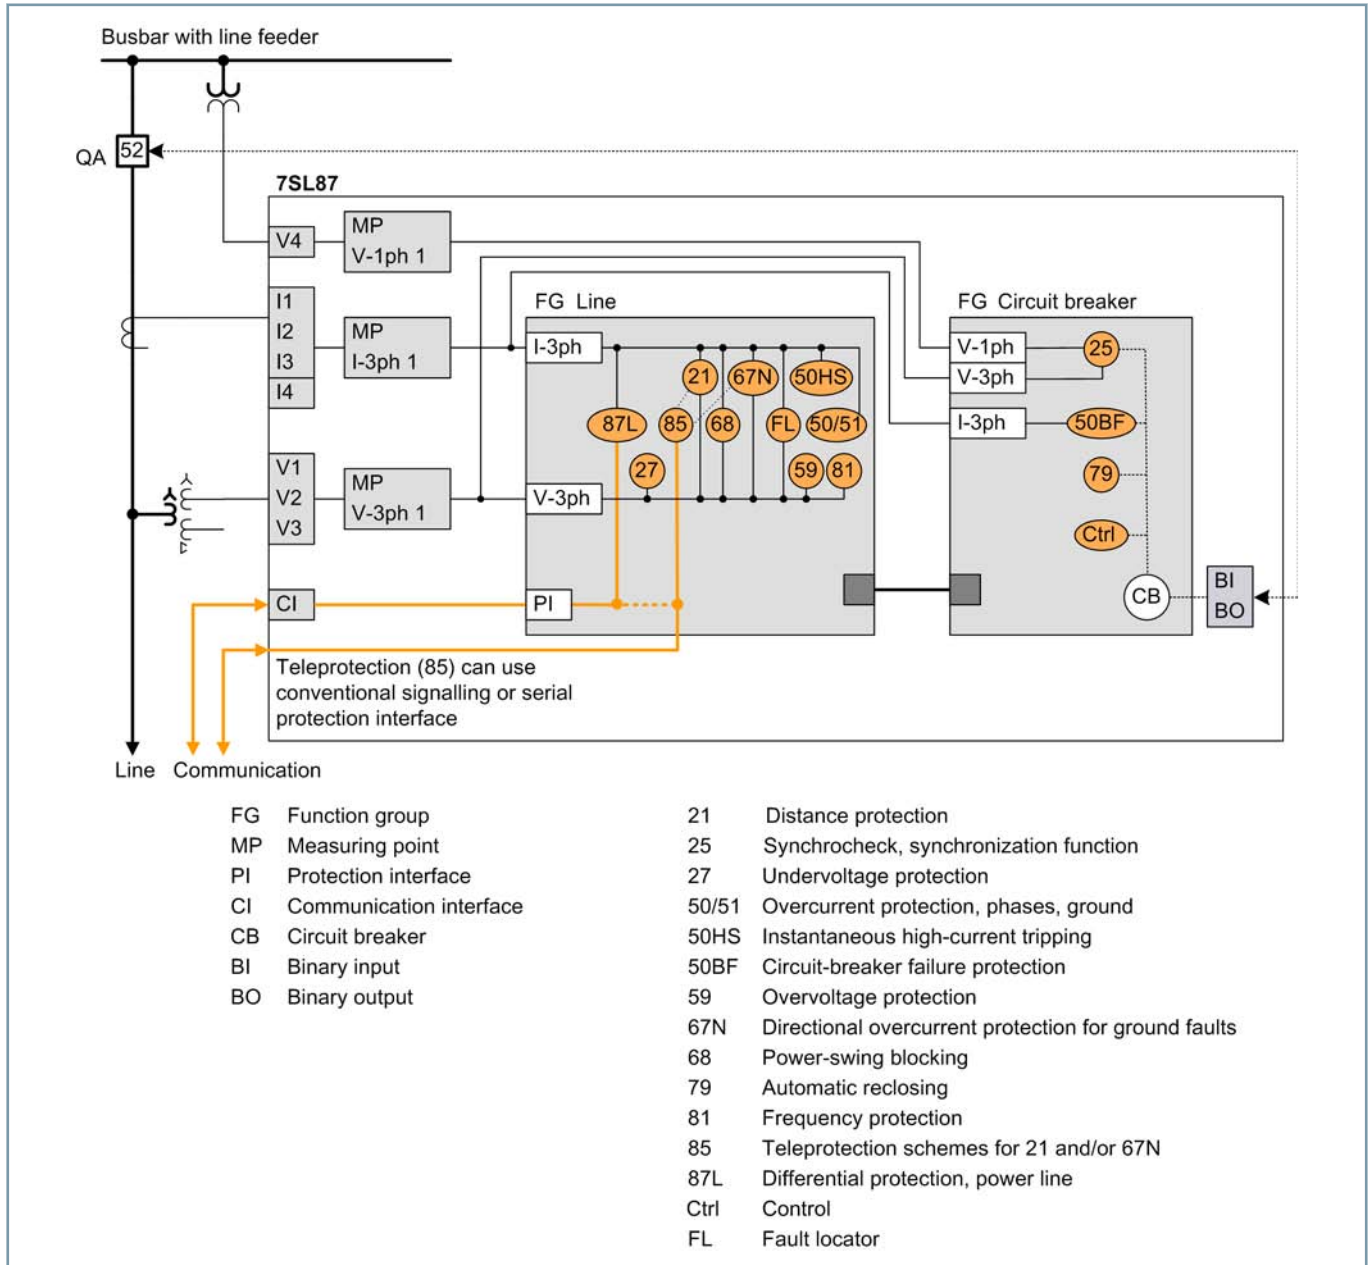 Busbar with line feeder
QA
52
7SL87
V4
MP
V-1ph 1
I1
I2
I3
I4
MP
I-3ph 1
V1
V2
V3
MP
V-3ph 1
CI
FG Line
I-3ph
21
67N
50HS
87L
85
68
FL
50/51
27
59
81
V-3ph
PI
FG Circuit breaker
V-1ph
25
V-3ph
I-3ph
50BF
79
Ctrl
CB
BI
BO
Teleprotection (85) can use
conventional signalling or serial
protection interface
Line
Communication
FG Function group
MP Measuring point
PI Protection interface
CI Communication interface
CB Circuit breaker
BI Binary input
BO Binary output
21 Distance protection
25 Synchrocheck, synchronization function
27 Undervoltage protection
50/51 Overcurrent protection, phases, ground
50HS Instantaneous high-current tripping
50BF Circuit-breaker failure protection
59 Overvoltage protection
67N Directional overcurrent protection for ground faults
68 Power-swing blocking
79 Automatic reclosing
81 Frequency protection
85 Teleprotection schemes for 21 and/or 67N
87L Differential protection, power line
Ctrl Control
FL Fault locator